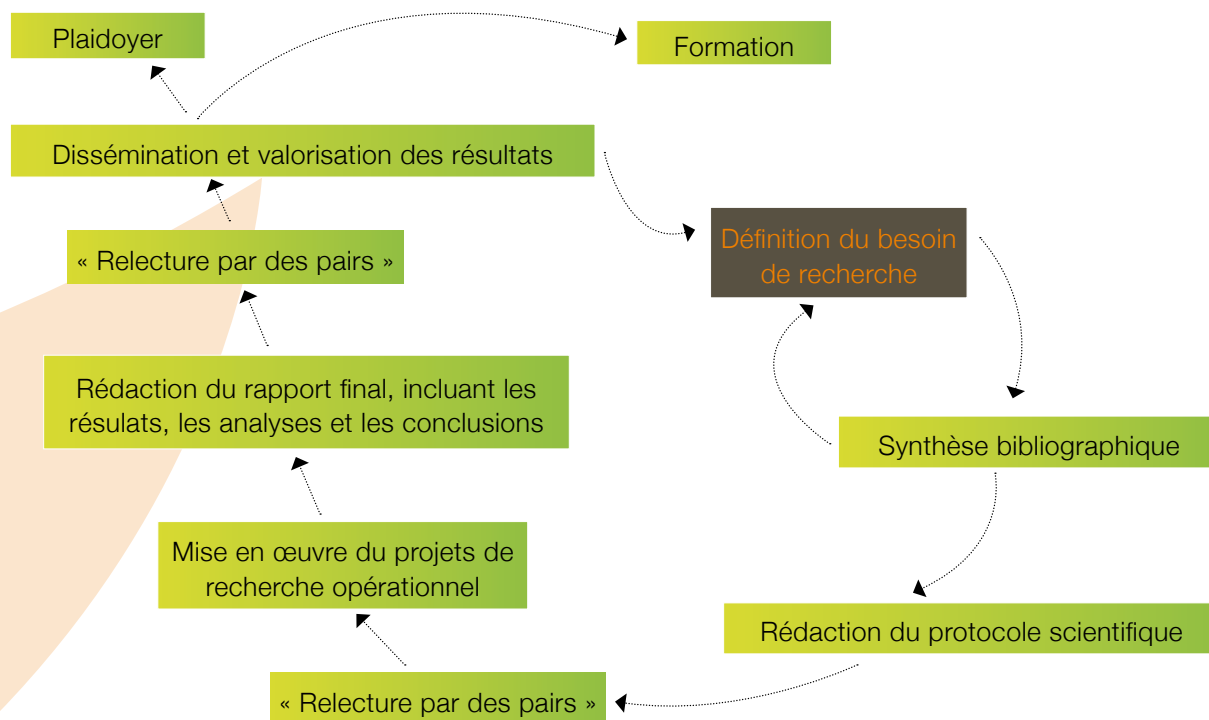 Plaidoyer
Formation
Dissémination et valorisation des résultats
Définition du besoin
de recherche
« Relecture par des pairs »
Rédaction du rapport final, incluant les
résulats, les analyses et les conclusions
Synthèse bibliographique
Mise en œuvre du projets de
recherche opérationnel
Rédaction du protocole scientifique
« Relecture par des pairs »